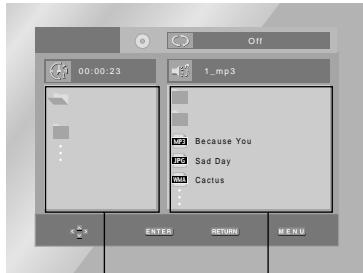 Off
00:00:23
1_mp3
MP3 Because You
JPG Sad Day
WMA Cactus
ENTER RETURN MENU